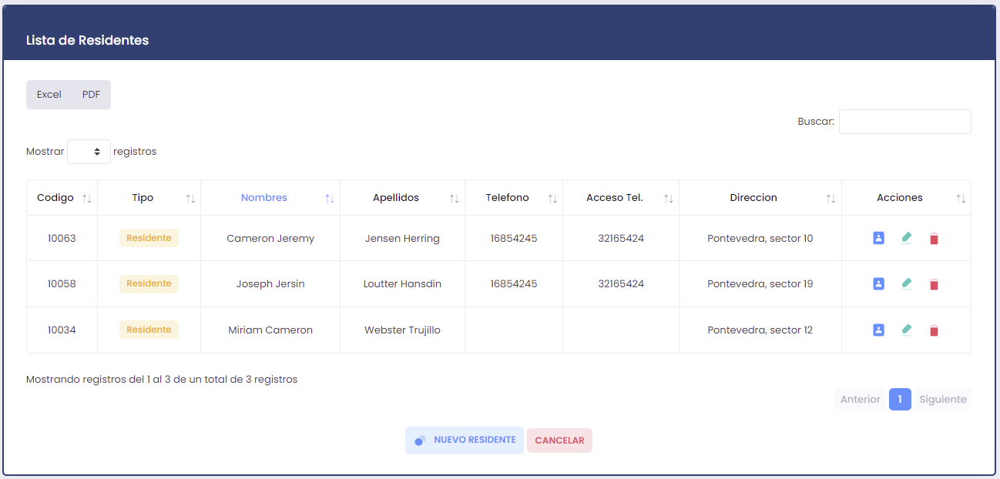 Lista de Residentes
Excel PDF
Buscar:
Mostrar registros
Codigo Tipo Nombres Apellidos Telefono Acceso Tel. Direccion Acciones
10063 Residente Cameron Jeremy Jensen Herring 16854245 32165424 Pontevedra, sector 10
10058 Residente Joseph Jersin Loutter Hansdin 16854245 32165424 Pontevedra, sector 19
10034 Residente Miriam Cameron Webster Trujillo Pontevedra, sector 12
Mostrando registros del 1 al 3 de un total de 3 registros
Anterior 1 Siguiente
NUEVO RESIDENTE CANCELAR